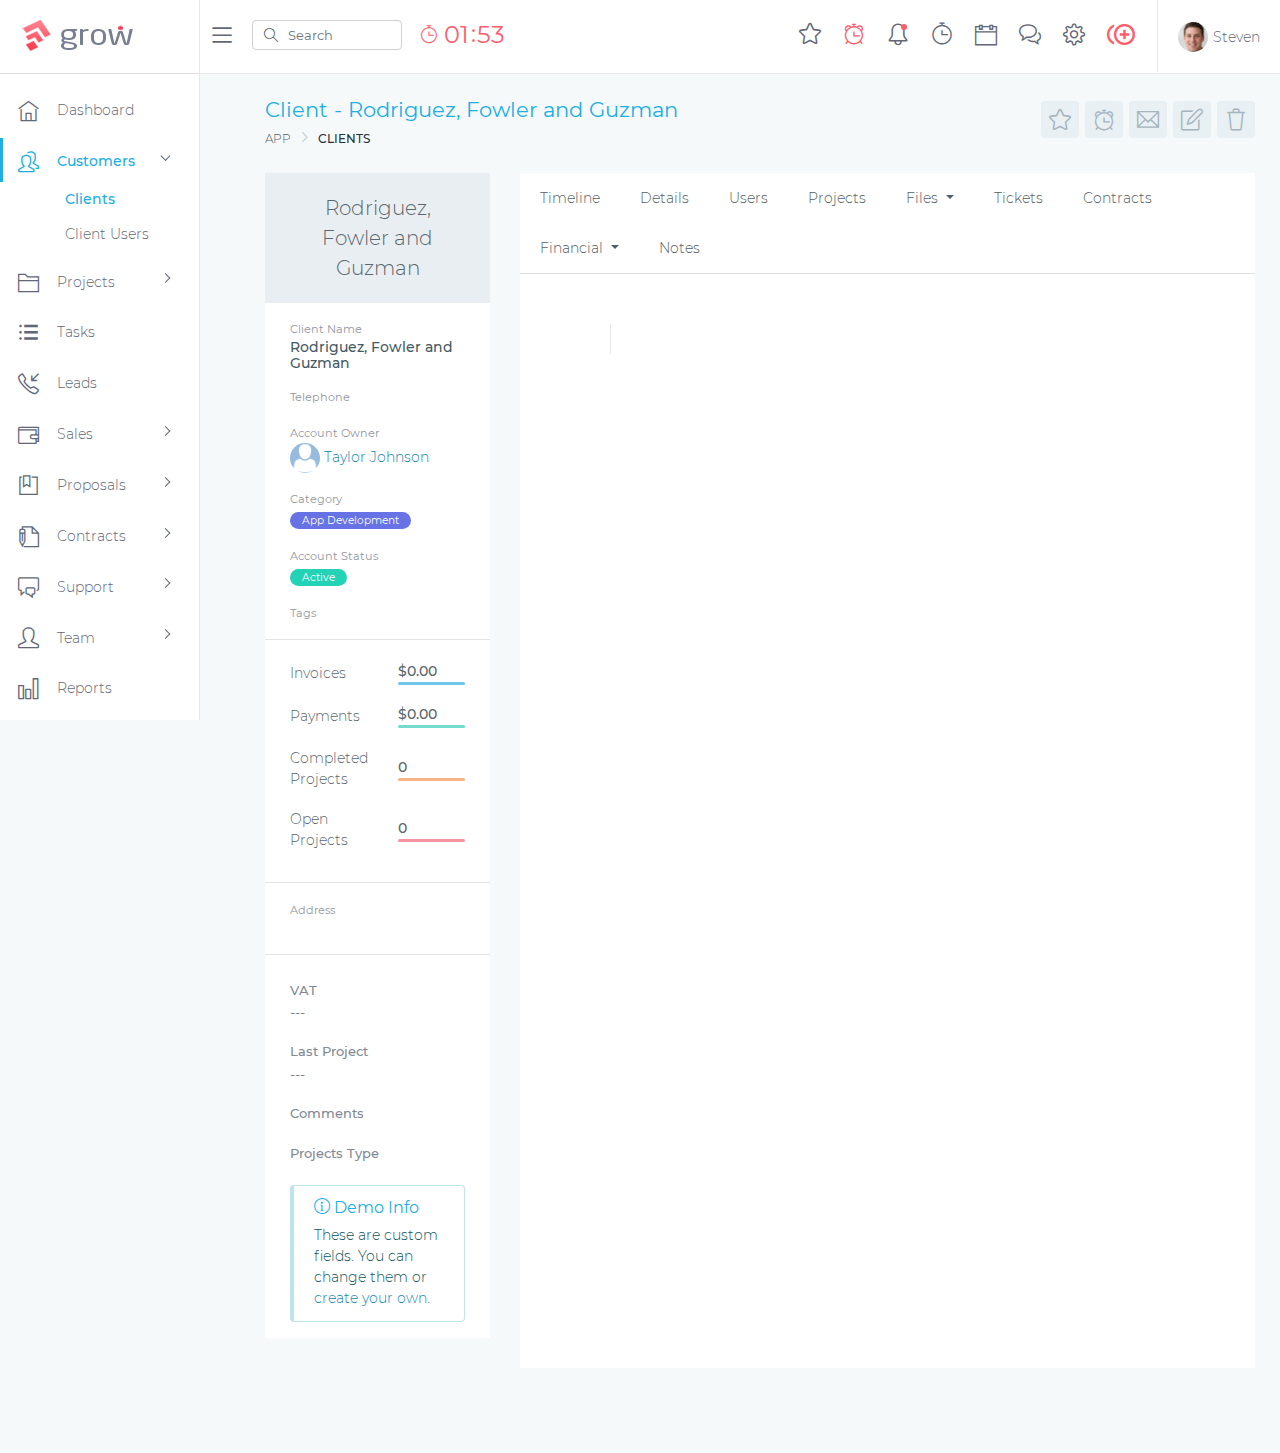 grow
Search
01:53
Steven
Dashboard
Customers
Clients
Client Users
Projects
Tasks
Leads
Sales
Proposals
Contracts
Support
Team
Reports
Client - Rodriguez, Fowler and Guzman
APP
CLIENTS
Rodriguez,
Fowler and
Guzman
Client Name
Rodriguez, Fowler and
Guzman
Telephone
Account Owner
Taylor Johnson
Category
App Development
Account Status
Active
Tags
Invoices
$0.00
Payments
$0.00
Completed
Projects
0
Open
Projects
0
Address
VAT
---
Last Project
---
Comments
Projects Type
Demo Info
These are custom
fields. You can
change them or
create your own.
Timeline
Details
Users
Projects
Files
Tickets
Contracts
Financial
Notes